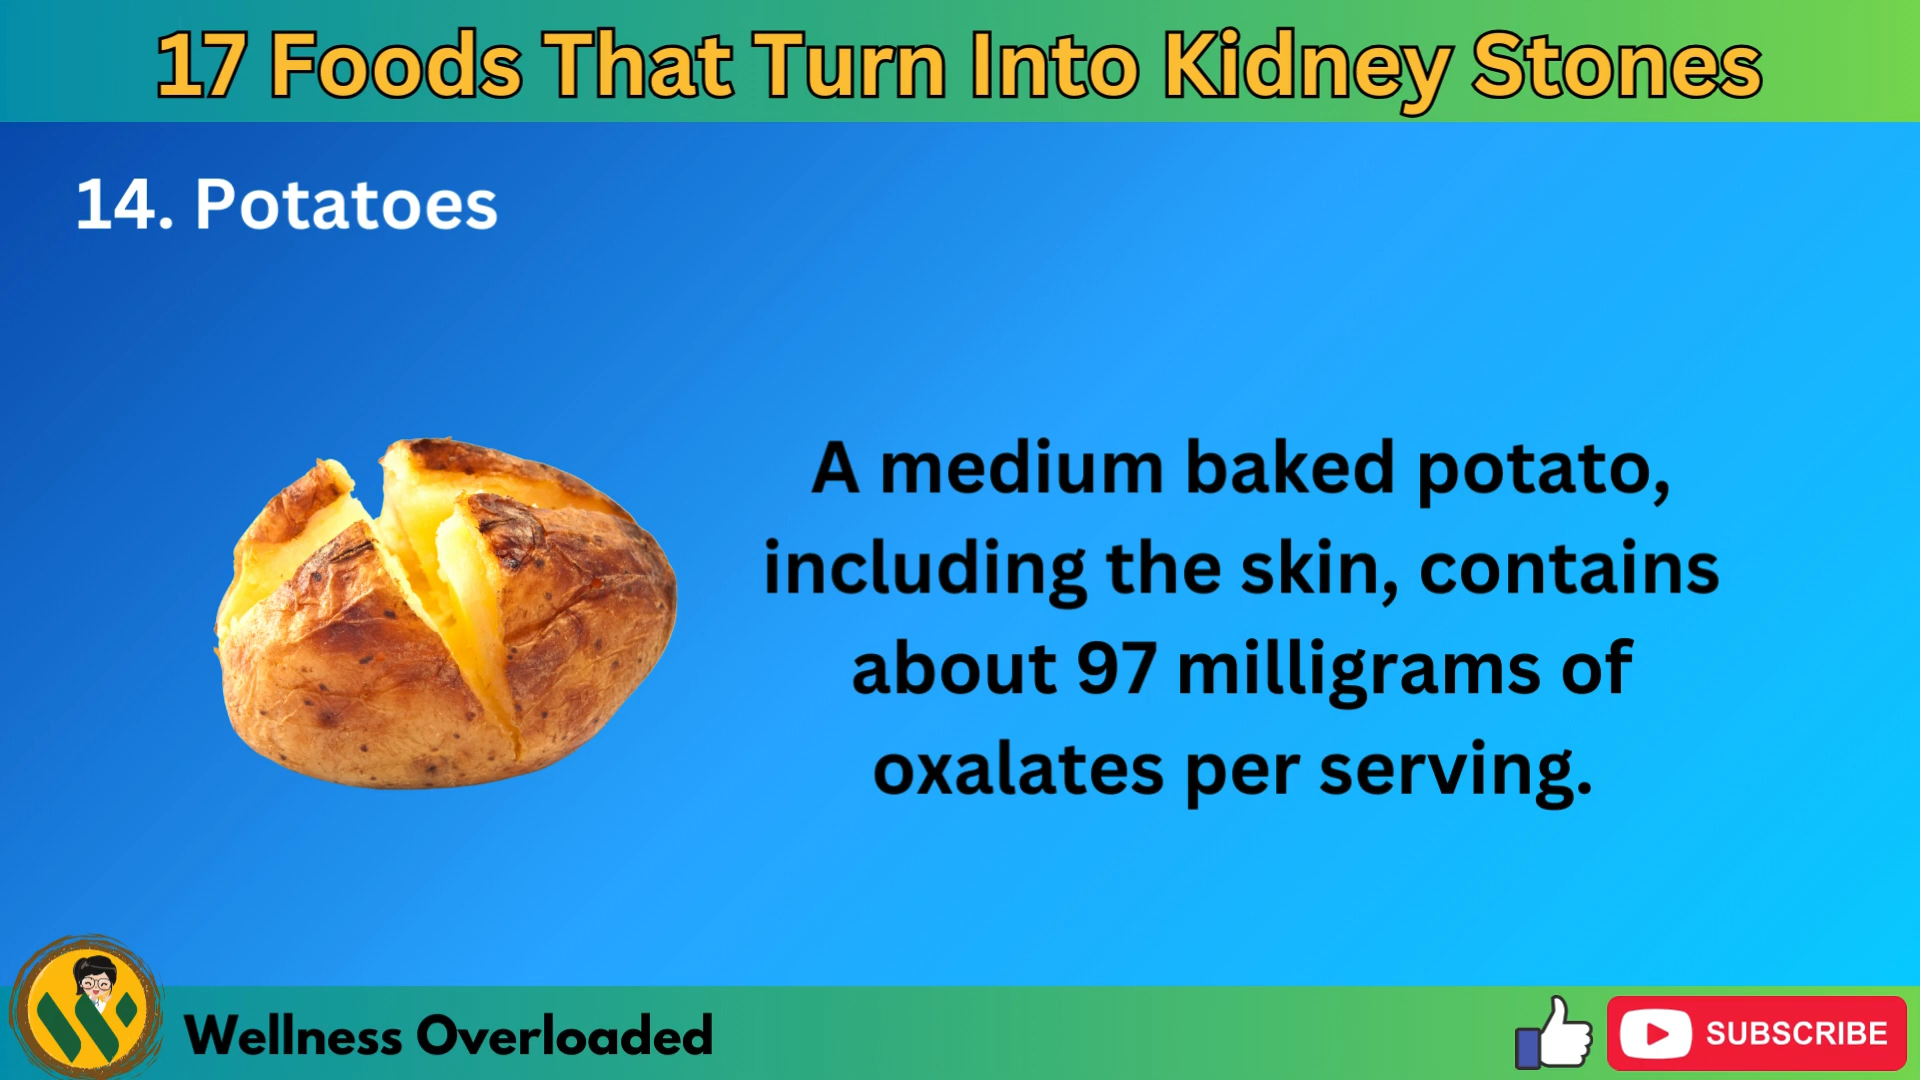 17 Foods That Turn Into Kidney Stones
14. Potatoes
A medium baked potato,
including the skin, contains
about 97 milligrams of
oxalates per serving.
Wellness Overloaded
SUBSCRIBE